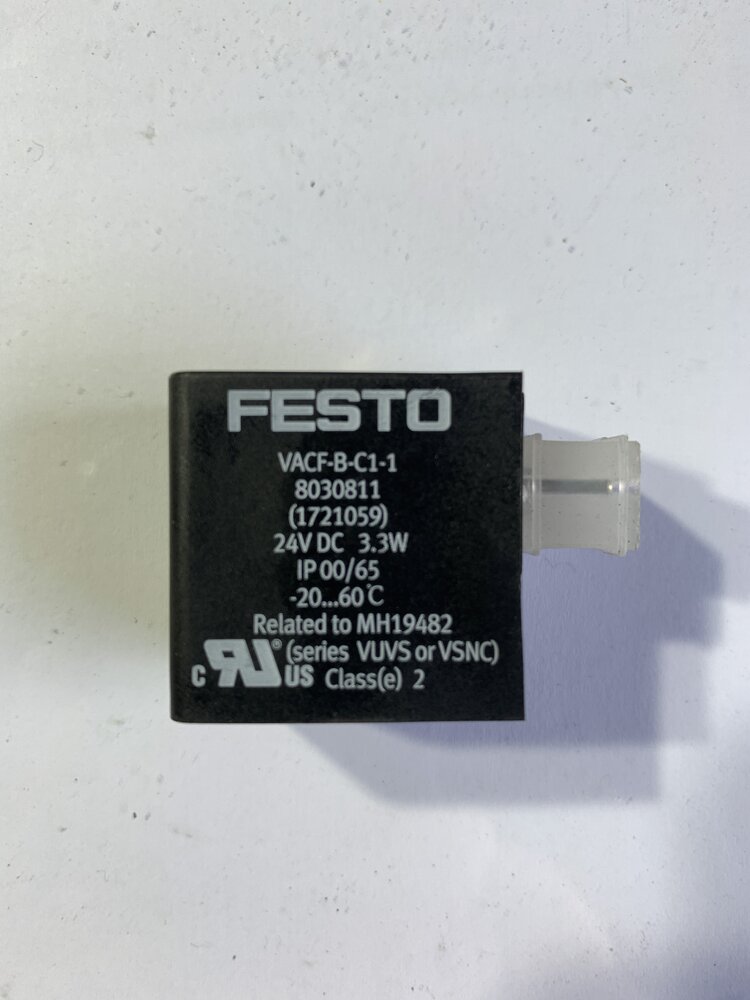 FESTO
VACF-B-C1-1
8030811
(1721059)
24V DC 3.3W
IP 00/65
-20...60℃
Related to MH19482
(series VUVS or VSNC)
C RU® US Class(e) 2